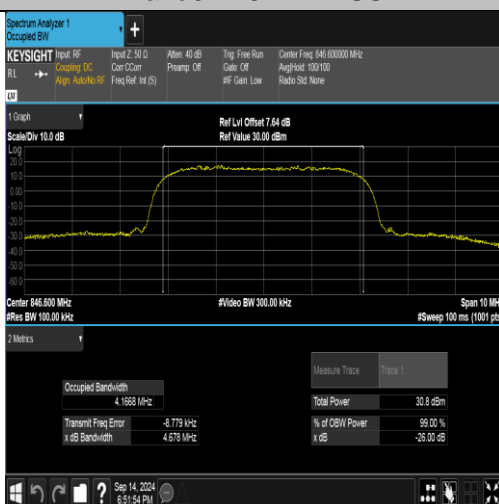 Spectrum Analyzer 1
Occupied BW
+
KEYSIGHT
RL
Input: RF
Coupling: DC
Align: Auto/No RF
Input Z: 50 Ω
Corr CCorr
Freq Ref: Int (S)
Atten: 40 dB
Preamp: Off
Trig: Free Run
Gate: Off
#IF Gain: Low
Center Freq: 846.600000 MHz
Avg|Hold: 100/100
Radio Std: None
1 Graph
Scale/Div 10.0 dB
Ref Lvl Offset 7.64 dB
Ref Value 30.00 dBm
Log
20.0
10.0
0.00
-10.0
-20.0
-30.0
-40.0
-50.0
-60.0
Center 846.600 MHz
#Video BW 300.00 kHz
Span 10 MH
#Res BW 100.00 kHz
#Sweep 100 ms (1001 pts
2 Metrics
Measure Trace
Trace 1
Occupied Bandwidth
4.1668 MHz
Total Power
30.8 dBm
Transmit Freq Error
-8.779 kHz
% of OBW Power
99.00 %
x dB Bandwidth
4.678 MHz
x dB
-26.00 dB
?
Sep 14, 2024
6:51:54 PM